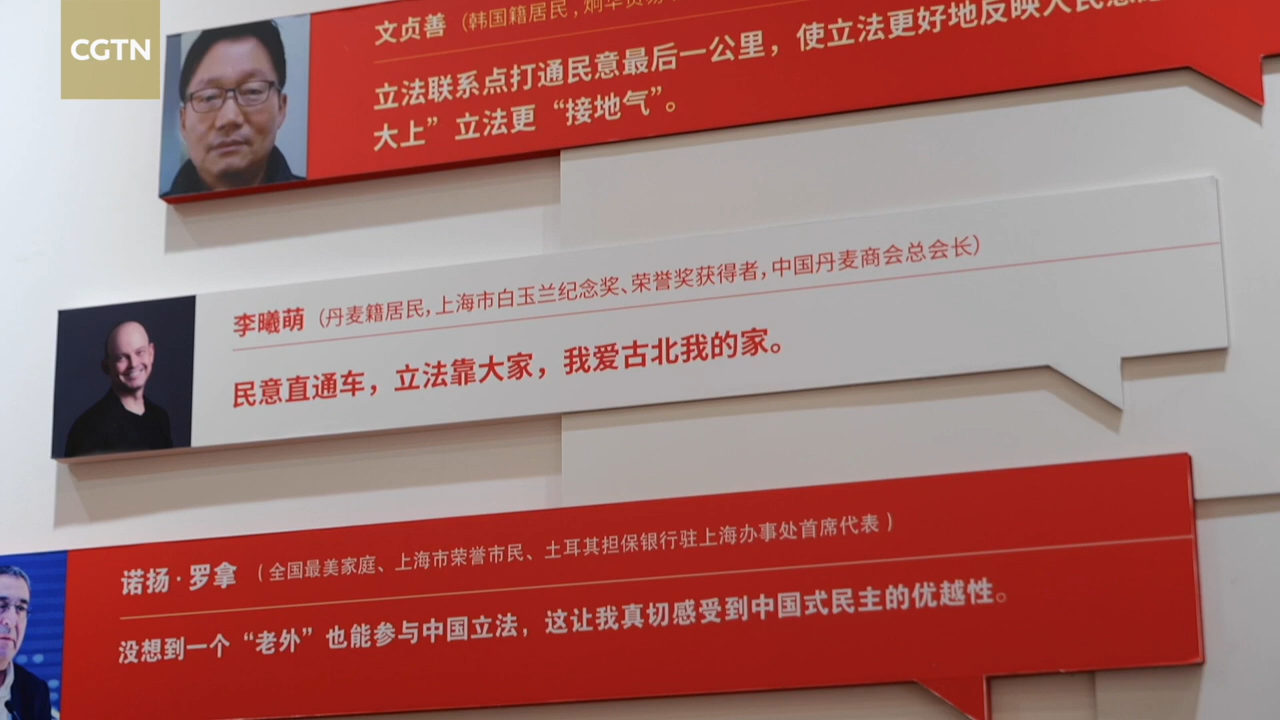 CGTN
文贞善（韩国籍居民，炯华贸易
立法联系点打通民意最后一公里，使立法更好地反映人民意
大上”立法更“接地气”。
李曦萌（丹麦籍居民，上海市白玉兰纪念奖、荣誉奖获得者，中国丹麦商会总会长）
民意直通车，立法靠大家，我爱古北我的家。
诺扬·罗拿（全国最美家庭、上海市荣誉市民、土耳其担保银行驻上海办事处首席代表）
没想到一个“老外”也能参与中国立法，这让我真切感受到中国式民主的优越性。